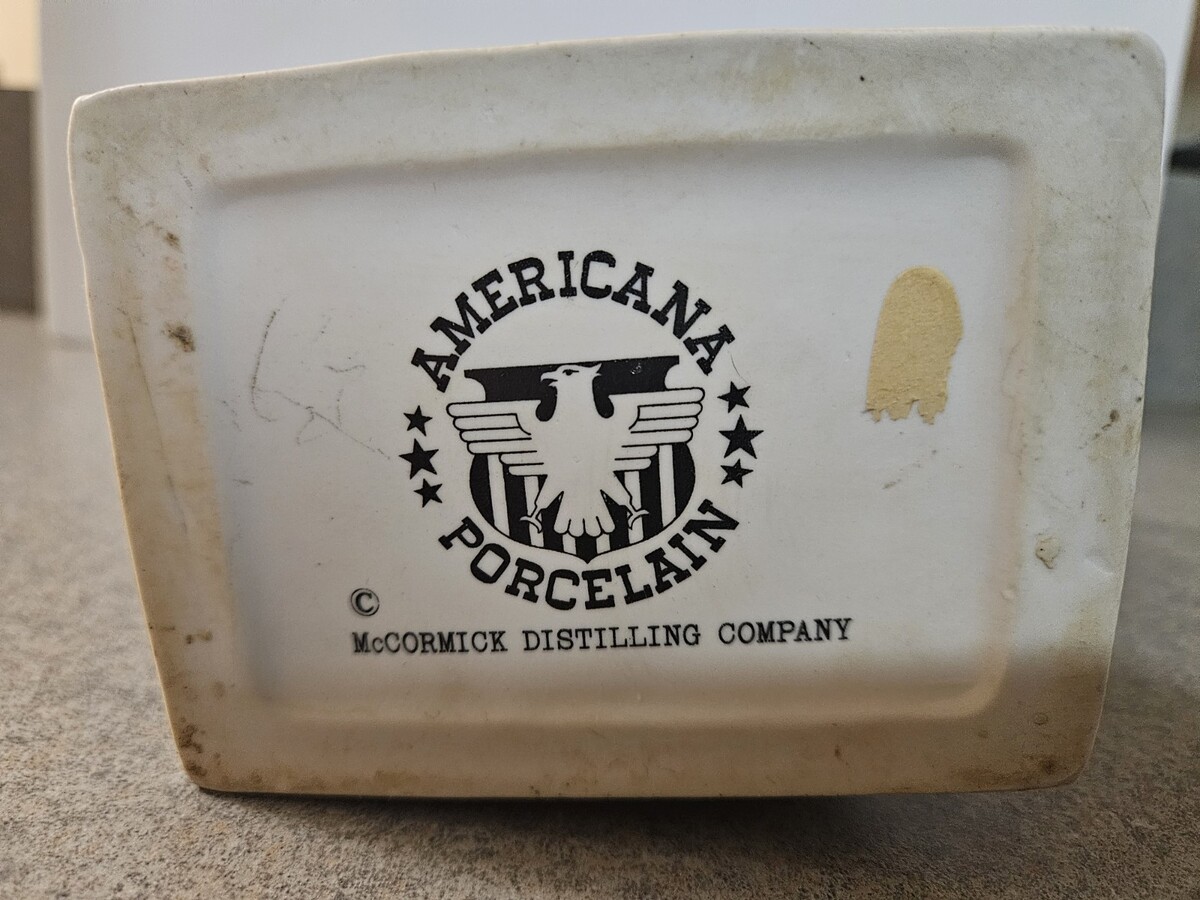 AMERICANA
PORCELAIN
©
McCORMICK DISTILLING COMPANY